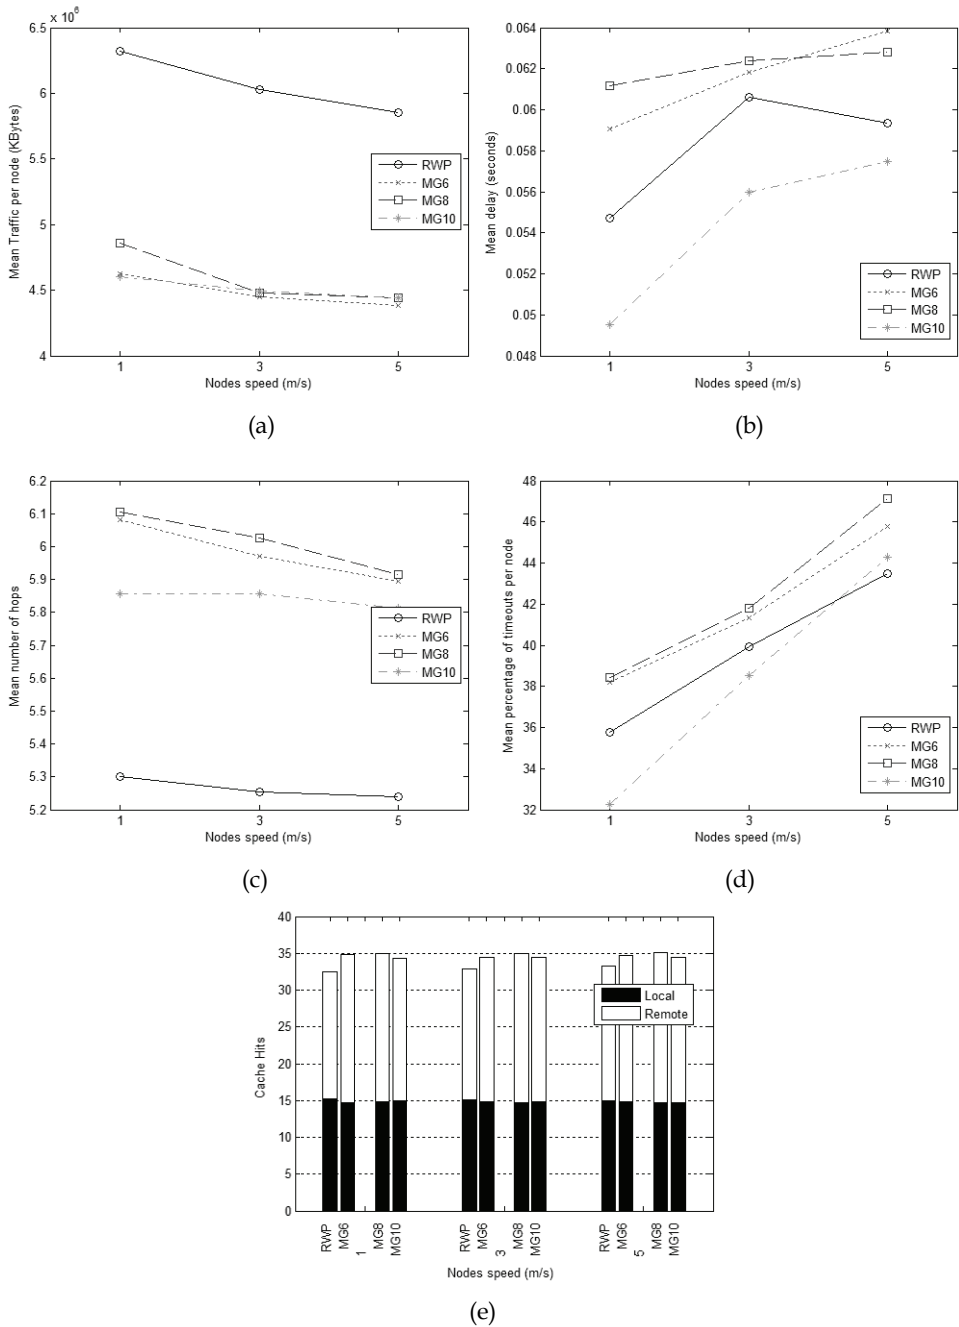 x 10^6
6.5
6
5.5
5
4.5
4
Mean Traffic per node (KBytes)
RWP
MG6
MG8
MG10
1 3 5
Nodes speed (m/s)
(a)
0.064
0.062
0.06
0.058
0.056
0.054
0.052
0.05
0.048
Mean delay (seconds)
RWP
MG6
MG8
MG10
1 3 5
Nodes speed (m/s)
(b)
6.2
6.1
6
5.9
5.8
5.7
5.6
5.5
5.4
5.3
5.2
Mean number of hops
RWP
MG6
MG8
MG10
1 3 5
Nodes speed (m/s)
(c)
48
46
44
42
40
38
36
34
32
Mean percentage of timeouts per node
RWP
MG6
MG8
MG10
1 3 5
Nodes speed (m/s)
(d)
40
35
30
25
20
15
10
5
0
Cache Hits
Local
Remote
RWP MG6 MG8 MG10 RWP MG6 MG8 MG10 RWP MG6 MG8 MG10
1 3 5
Nodes speed (m/s)
(e)